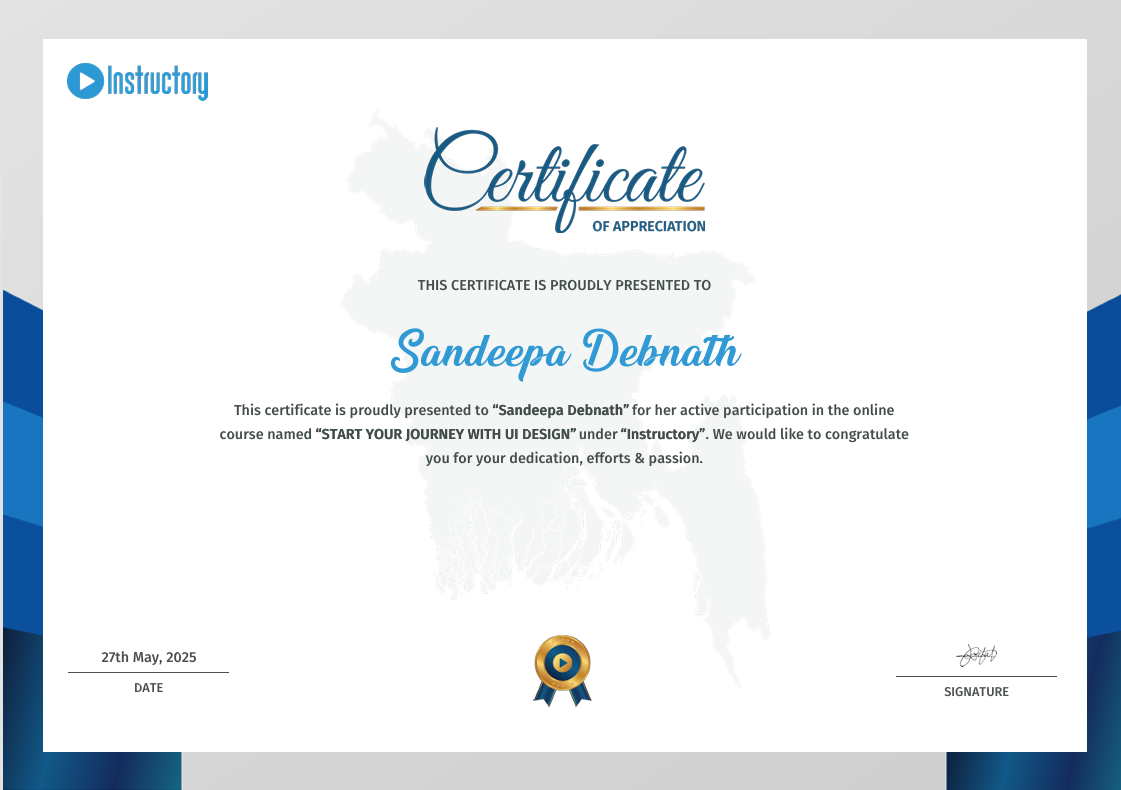 Instructory
Certificate
OF APPRECIATION
THIS CERTIFICATE IS PROUDLY PRESENTED TO
Sandeepa Debnath
This certificate is proudly presented to “Sandeepa Debnath” for her active participation in the online
course named “START YOUR JOURNEY WITH UI DESIGN” under “Instructory”. We would like to congratulate
you for your dedication, efforts & passion.
27th May, 2025
DATE
SIGNATURE